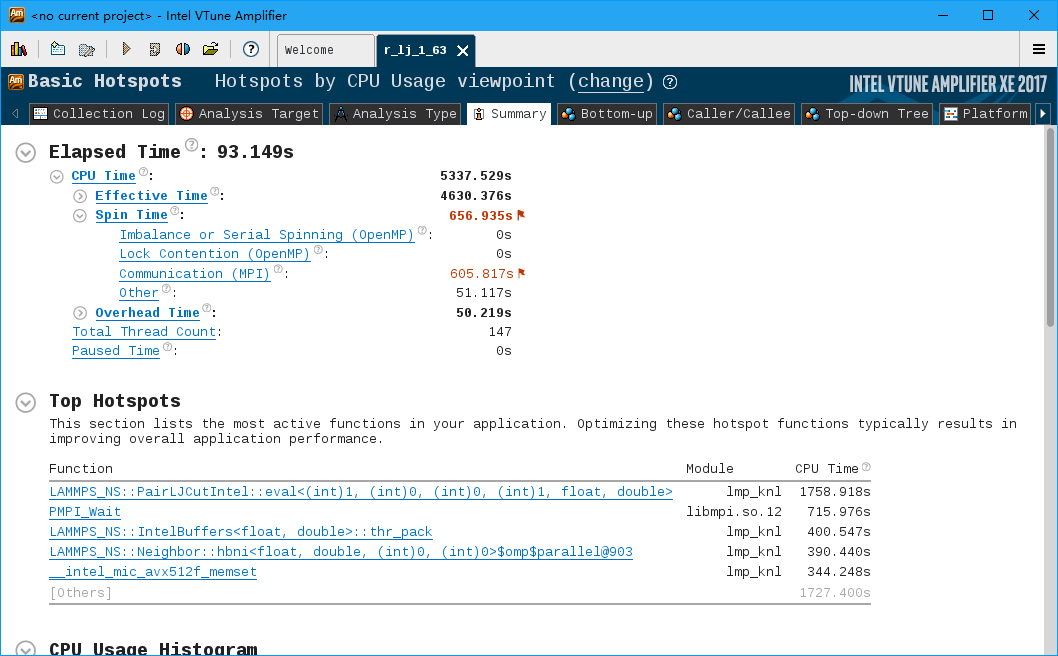 <no current project> - Intel VTune Amplifier
Welcome
r_lj_1_63
Basic Hotspots Hotspots by CPU Usage viewpoint (change)
INTEL VTUNE AMPLIFIER XE 2017
Collection Log Analysis Target Analysis Type Summary Bottom-up Caller/Callee Top-down Tree Platform
Elapsed Time: 93.149s
CPU Time: 5337.529s
Effective Time: 4630.376s
Spin Time: 656.935s
Imbalance or Serial Spinning (OpenMP): 0s
Lock Contention (OpenMP): 0s
Communication (MPI): 605.817s
Other: 51.117s
Overhead Time: 50.219s
Total Thread Count: 147
Paused Time: 0s
Top Hotspots
This section lists the most active functions in your application. Optimizing these hotspot functions typically results in
improving overall application performance.
Function Module CPU Time
LAMMPS_NS::PairLJCutIntel::eval<(int)1, (int)0, (int)0, (int)1, float, double> lmp_knl 1758.918s
PMPI_Wait libmpi.so.12 715.976s
LAMMPS_NS::IntelBuffers<float, double>::thr_pack lmp_knl 400.547s
LAMMPS_NS::Neighbor::hbni<float, double, (int)0, (int)0>$omp$parallel@903 lmp_knl 390.440s
__intel_mic_avx512f_memset lmp_knl 344.248s
[Others] 1727.400s
CPU Usage Histogram